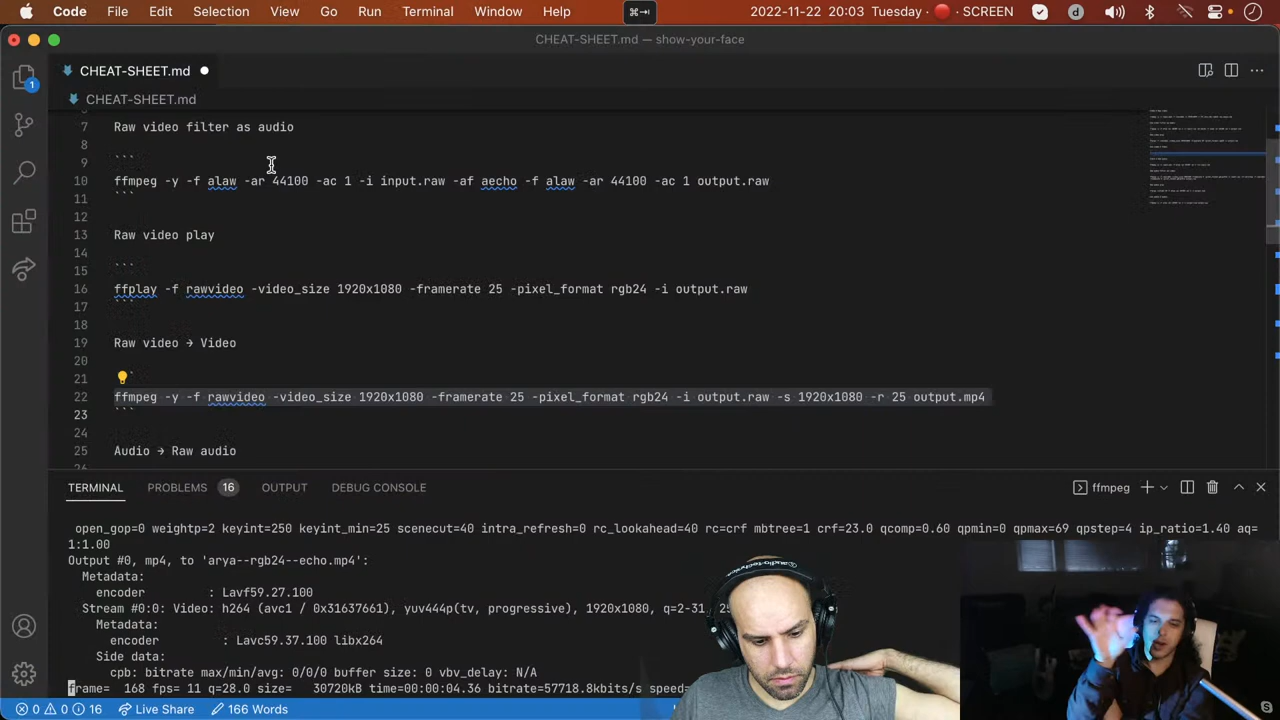 Code File Edit Selection View Go Run Terminal Window Help 2022-11-22 20:03 Tuesday SCREEN
CHEAT-SHEET.md — show-your-face
CHEAT-SHEET.md
CHEAT-SHEET.md
7 Raw video filter as audio
8
9 ```
10 ffmpeg -y -f alaw -ar 44100 -ac 1 -i input.raw -af aecho -f alaw -ar 44100 -ac 1 output.raw
11 ```
12
13 Raw video play
14
15 ```
16 ffplay -f rawvideo -video_size 1920x1080 -framerate 25 -pixel_format rgb24 -i output.raw
17 ```
18
19 Raw video → Video
20
21 `
22 ffmpeg -y -f rawvideo -video_size 1920x1080 -framerate 25 -pixel_format rgb24 -i output.raw -s 1920x1080 -r 25 output.mp4
23 ```
24
25 Audio → Raw audio
TERMINAL PROBLEMS 16 OUTPUT DEBUG CONSOLE ffmpeg
open_gop=0 weightp=2 keyint=250 keyint_min=25 scenecut=40 intra_refresh=0 rc_lookahead=40 rc=crf mbtree=1 crf=23.0 qcomp=0.60 qpmin=0 qpmax=69 qpstep=4 ip_ratio=1.40 aq=
1:1.00
Output #0, mp4, to 'arya--rgb24--echo.mp4':
Metadata:
encoder : Lavf59.27.100
Stream #0:0: Video: h264 (avc1 / 0x31637661), yuv444p(tv, progressive), 1920x1080, q=2-31,
Metadata:
encoder : Lavc59.37.100 libx264
Side data:
cpb: bitrate max/min/avg: 0/0/0 buffer size: 0 vbv_delay: N/A
frame= 168 fps= 11 q=28.0 size= 30720kB time=00:00:04.36 bitrate=57718.8kbits/s speed=
0 0 16 Live Share 166 Words
audio-technica